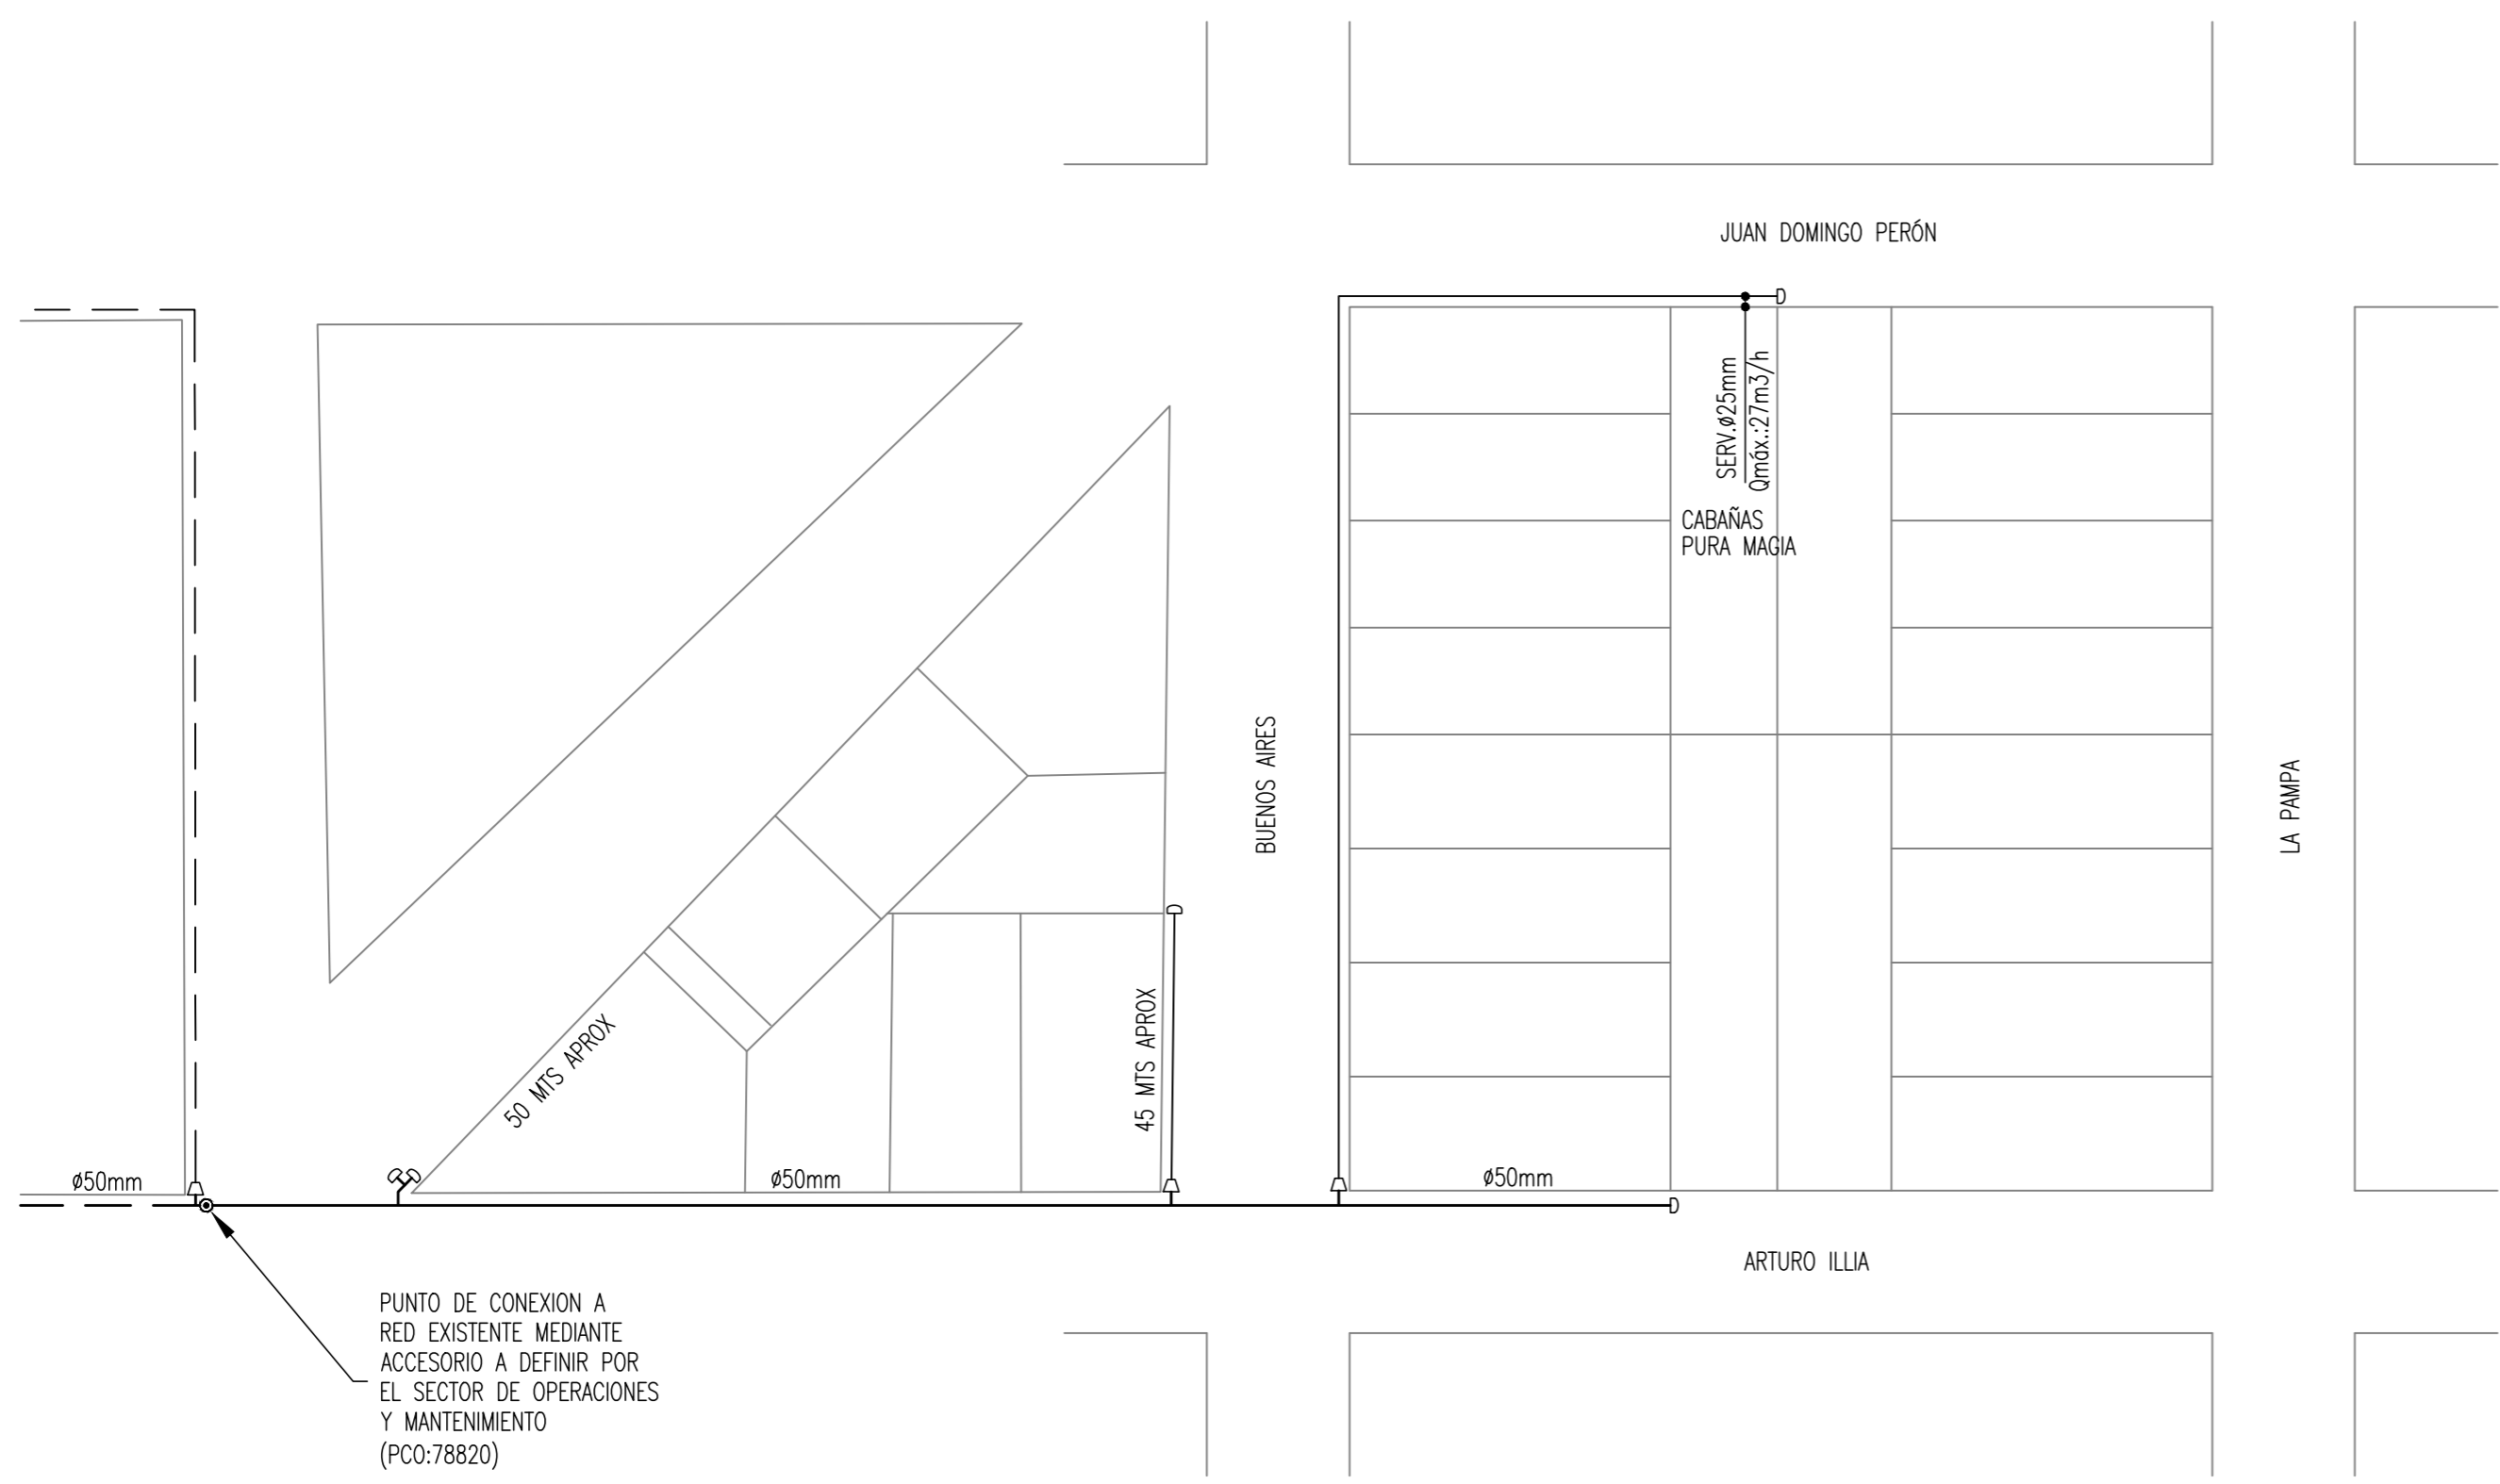 JUAN DOMINGO PERÓN
SERV.ø25mm
Qmáx.:27m3/h
CABAÑAS
PURA MAGIA
BUENOS AIRES
LA PAMPA
50 MTS APROX
45 MTS APROX
ø50mm
ø50mm
ø50mm
ARTURO ILLIA
PUNTO DE CONEXION A
RED EXISTENTE MEDIANTE
ACCESORIO A DEFINIR POR
EL SECTOR DE OPERACIONES
Y MANTENIMIENTO
(PCO:78820)